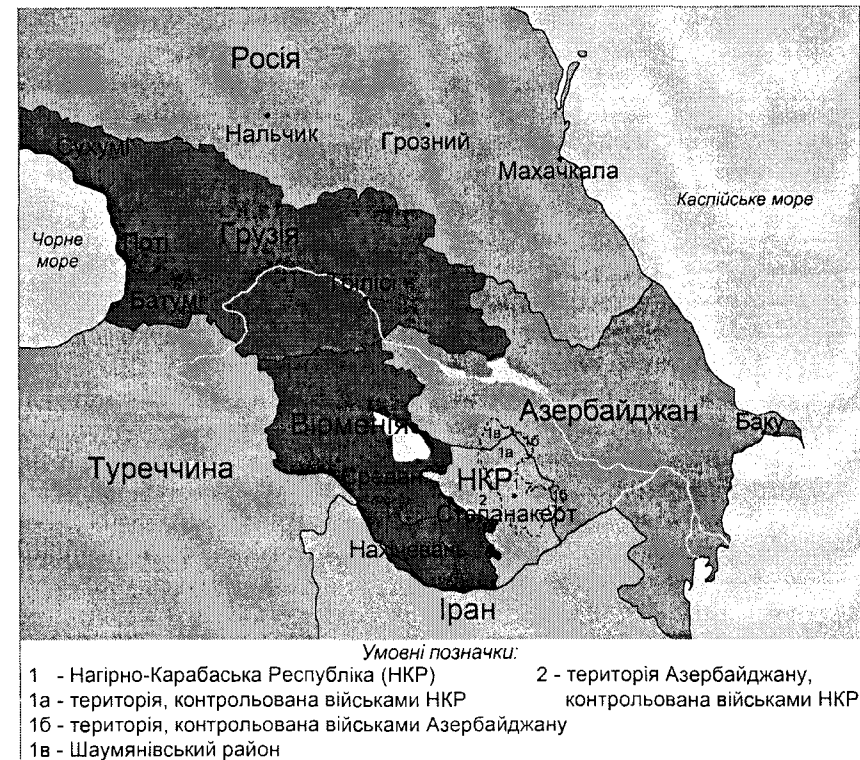 Росія
Нальчик
Грозний
Сухумі
Махачкала
Каспійське море
Чорне
море
Поті
Грузія
Батумі
Тбілісі
Азербайджан
Баку
Вірменія
1в
1б
1а
Туреччина
Єреван
НКР
2
1б
Степанакерт
Нахічевань
Іран
Умовні позначки:
1 - Нагірно-Карабаська Республіка (НКР)
1а - територія, контрольована військами НКР
1б - територія, контрольована військами Азербайджану
1в - Шаумянівський район
2 - територія Азербайджану,
контрольована військами НКР